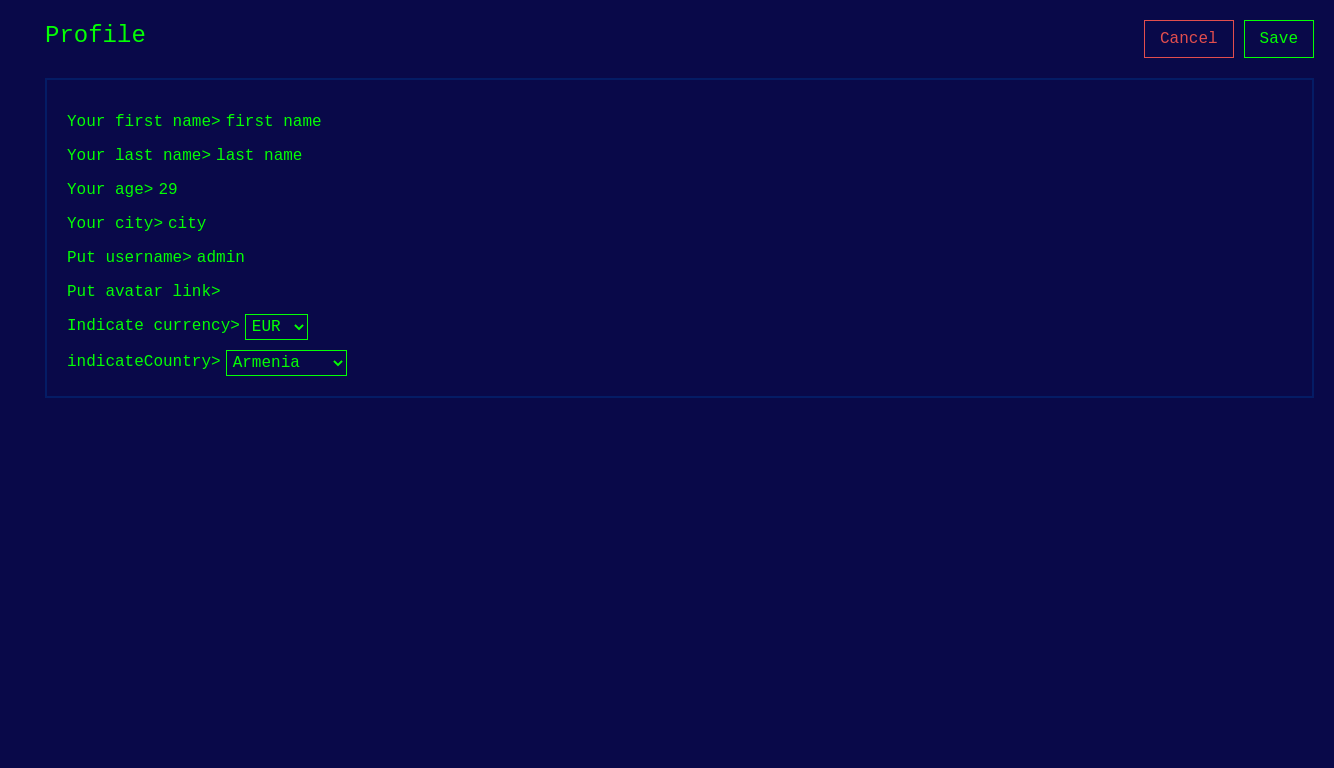 Profile
Cancel
Save
Your first name> first name
Your last name> last name
Your age> 29
Your city> city
Put username> admin
Put avatar link>
Indicate currency> EUR
indicateCountry> Armenia